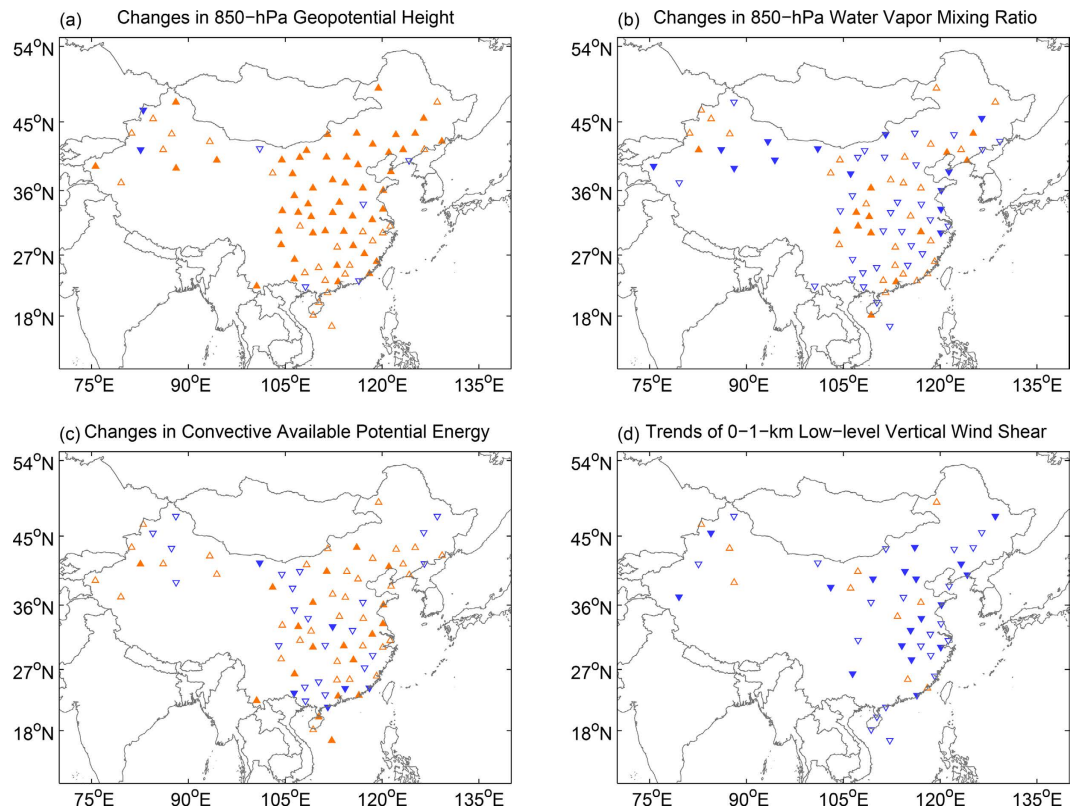 (a) Changes in 850−hPa Geopotential Height
54°N
45°N
36°N
27°N
18°N
75°E 90°E 105°E 120°E 135°E
(b) Changes in 850−hPa Water Vapor Mixing Ratio
54°N
45°N
36°N
27°N
18°N
75°E 90°E 105°E 120°E 135°E
(c) Changes in Convective Available Potential Energy
54°N
45°N
36°N
27°N
18°N
75°E 90°E 105°E 120°E 135°E
(d) Trends of 0−1−km Low−level Vertical Wind Shear
54°N
45°N
36°N
27°N
18°N
75°E 90°E 105°E 120°E 135°E